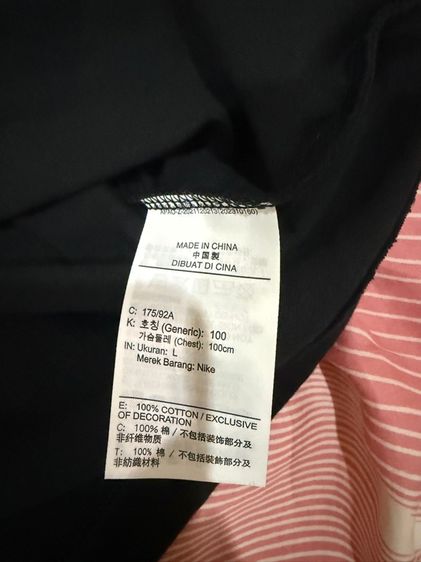 MADE IN CHINA
中国製
DIBUAT DI CINA
C: 175/92A
K: 호칭 (Generic): 100
가슴둘레 (Chest): 100cm
IN: Ukuran: L
Merek Barang: Nike
E: 100% COTTON / EXCLUSIVE
OF DECORATION
C: 100% 棉 / 不包括装饰部分及
非纤维物质
T: 100% 棉 / 不包括裝飾部分及
非紡織材料